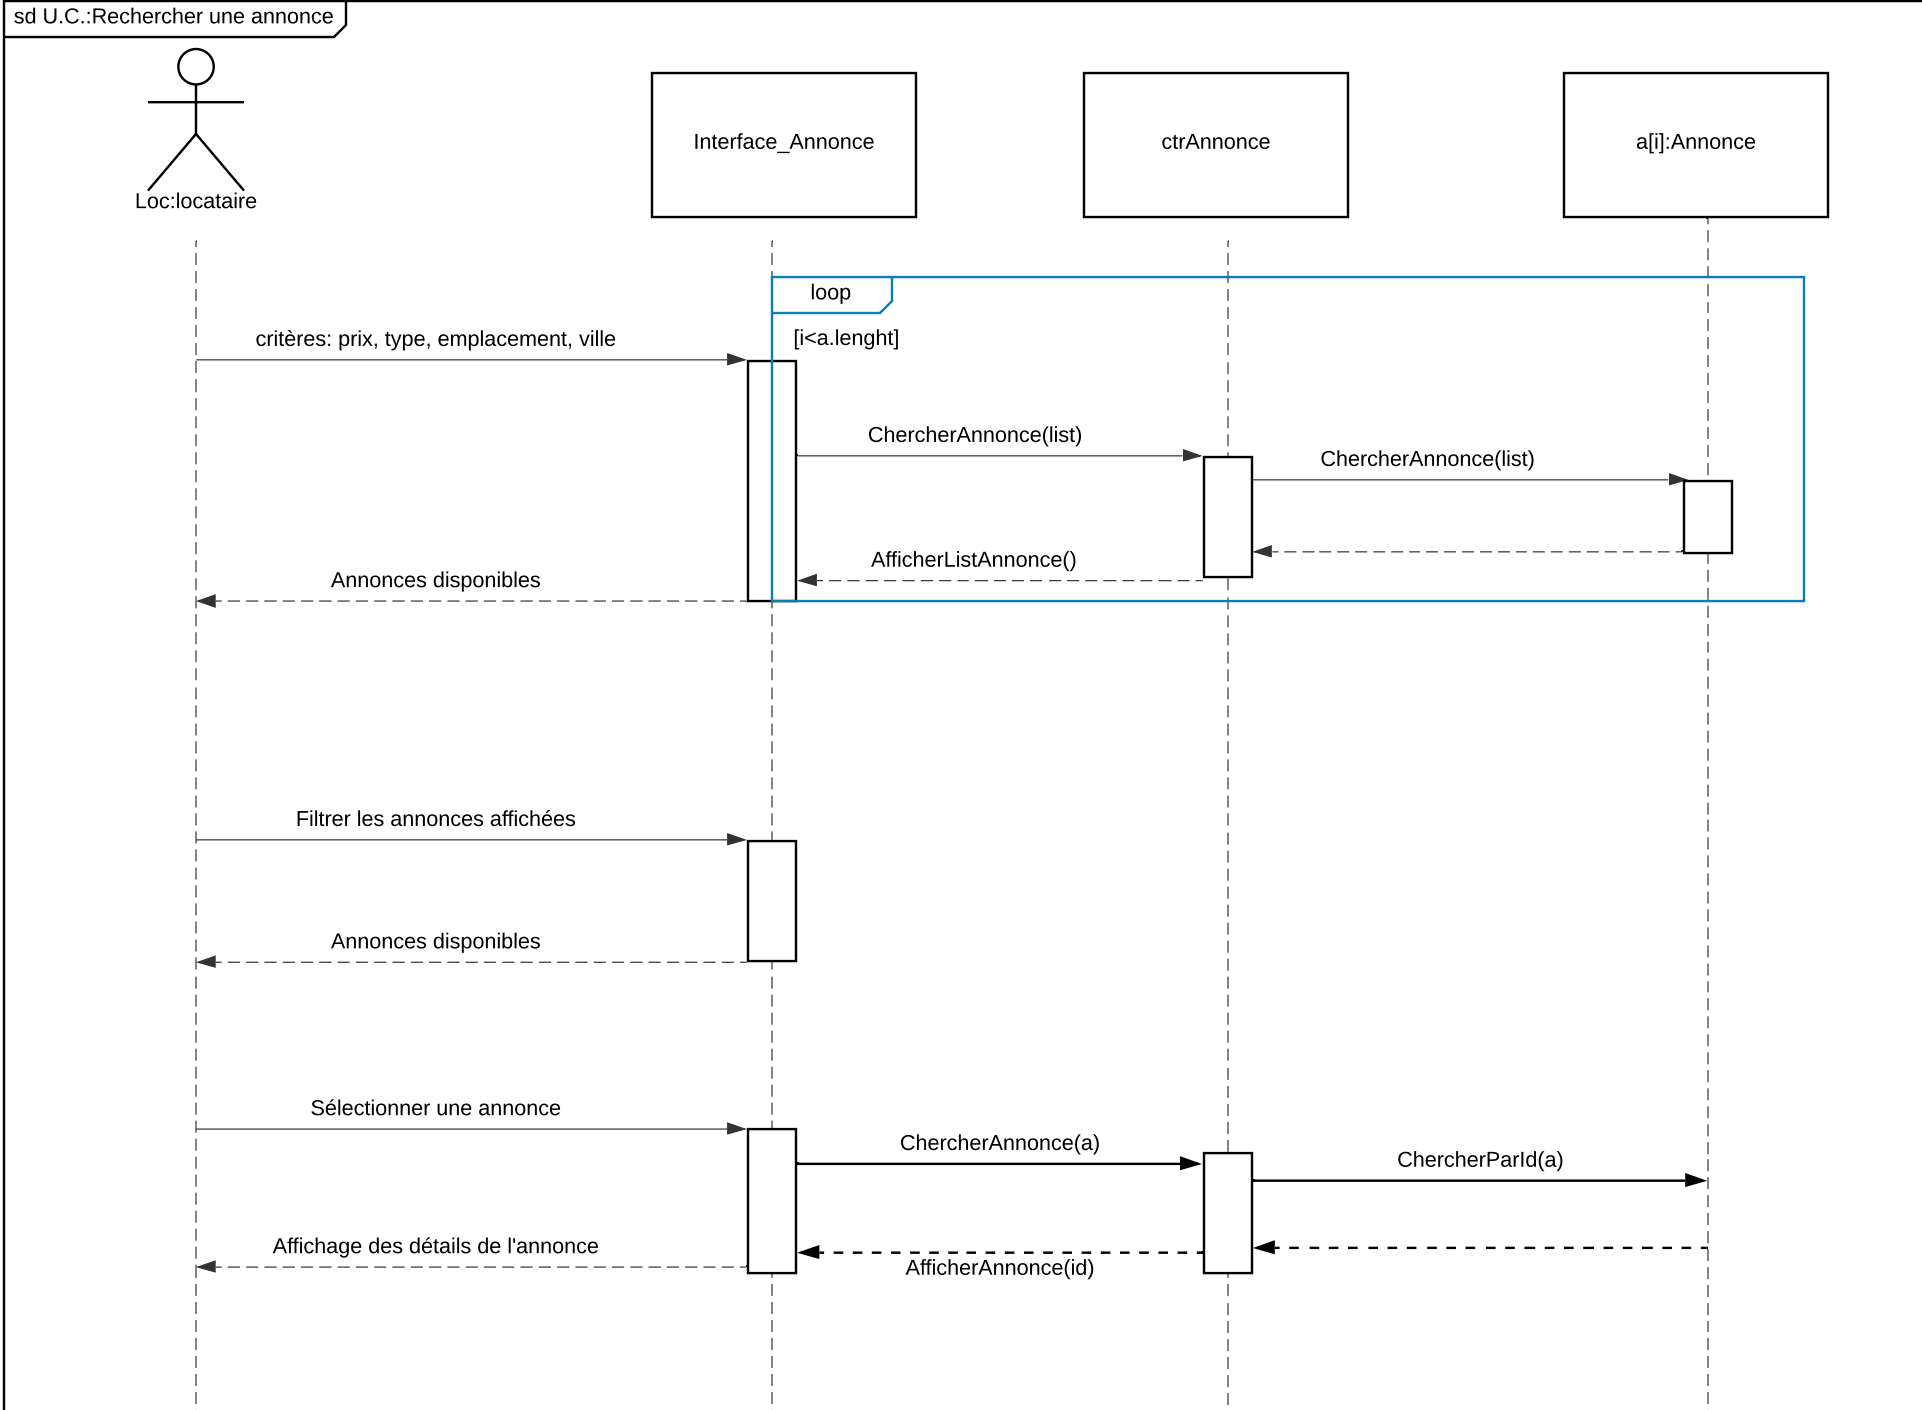 sd U.C.:Rechercher une annonce
Loc:locataire
Interface_Annonce
ctrAnnonce
a[i]:Annonce
loop
[i<a.lenght]
critères: prix, type, emplacement, ville
ChercherAnnonce(list)
ChercherAnnonce(list)
AfficherListAnnonce()
Annonces disponibles
Filtrer les annonces affichées
Annonces disponibles
Sélectionner une annonce
ChercherAnnonce(a)
ChercherParId(a)
Affichage des détails de l'annonce
AfficherAnnonce(id)